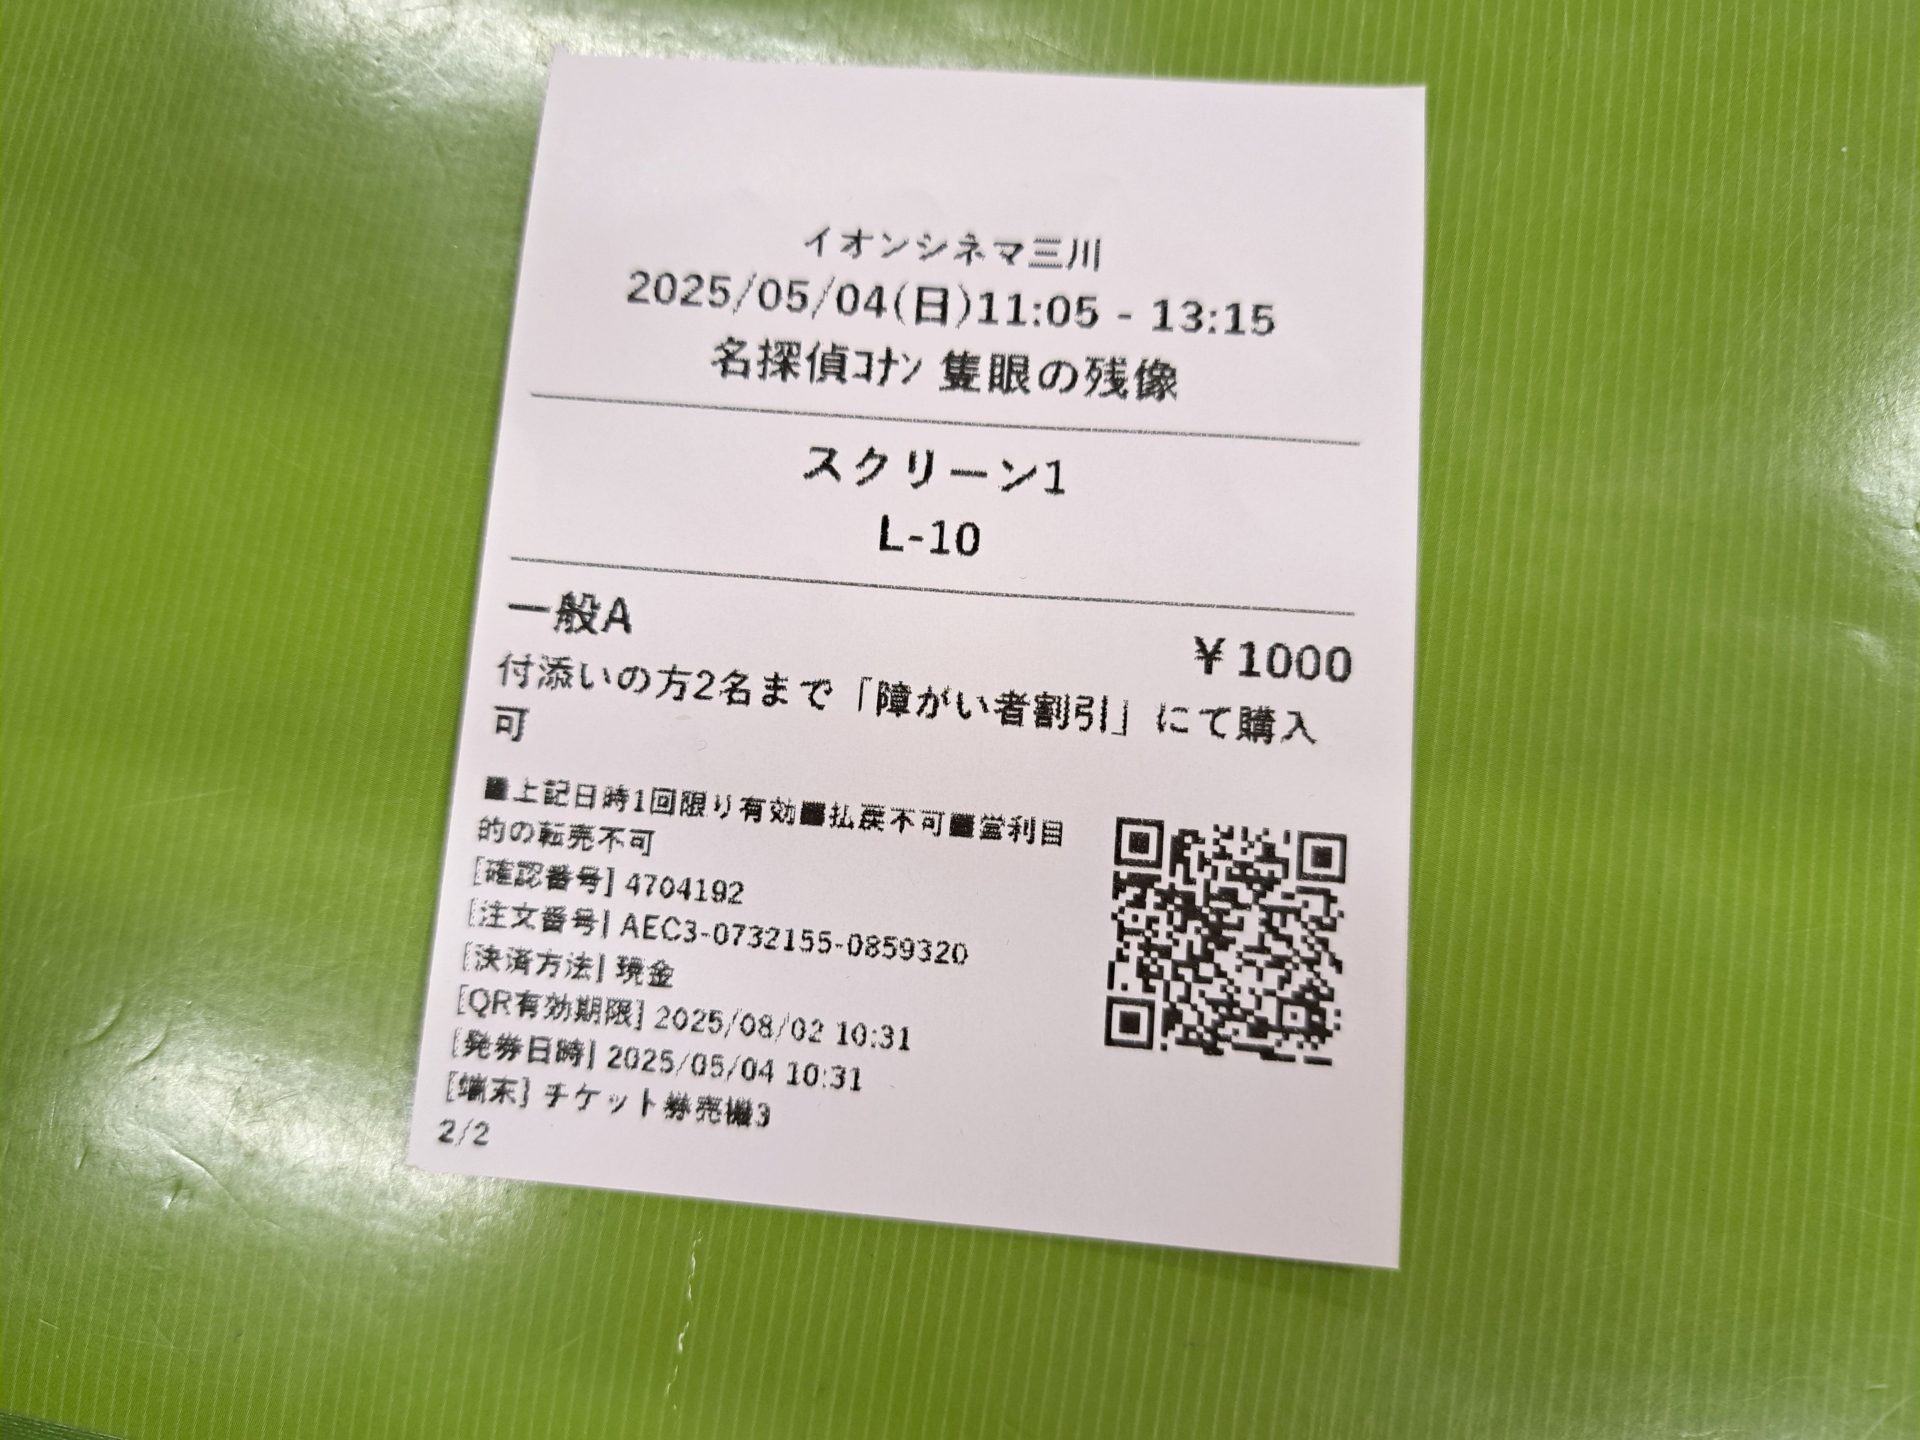 イオンシネマ三川
2025/05/04(日)11:05 - 13:15
名探偵ｺﾅﾝ 隻眼の残像
スクリーン1
L-10
一般A
￥1000
付添いの方2名まで「障がい者割引」にて購入
可
■上記日時1回限り有効■払戻不可■営利目
的の転売不可
[確認番号] 4704192
[注文番号] AEC3-0732155-0859320
[決済方法] 現金
[QR有効期限] 2025/08/02 10:31
[発券日時] 2025/05/04 10:31
[端末] チケット券売機3
2/2